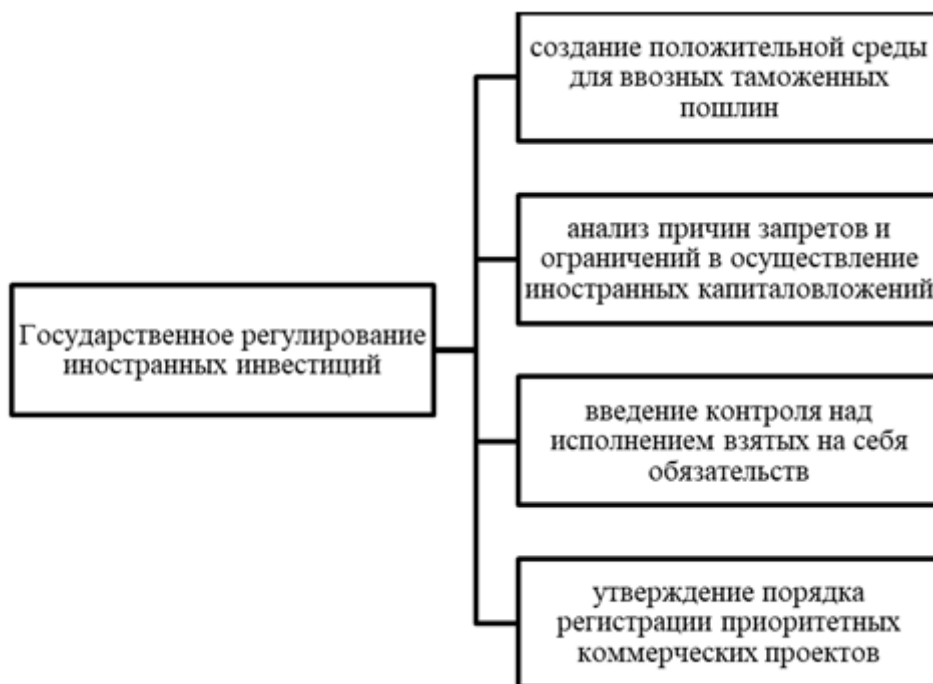 создание положительной среды
для ввозных таможенных
пошлин
анализ причин запретов и
ограничений в осуществление
иностранных капиталовложений
Государственное регулирование
иностранных инвестиций
введение контроля над
исполнением взятых на себя
обязательств
утверждение порядка
регистрации приоритетных
коммерческих проектов